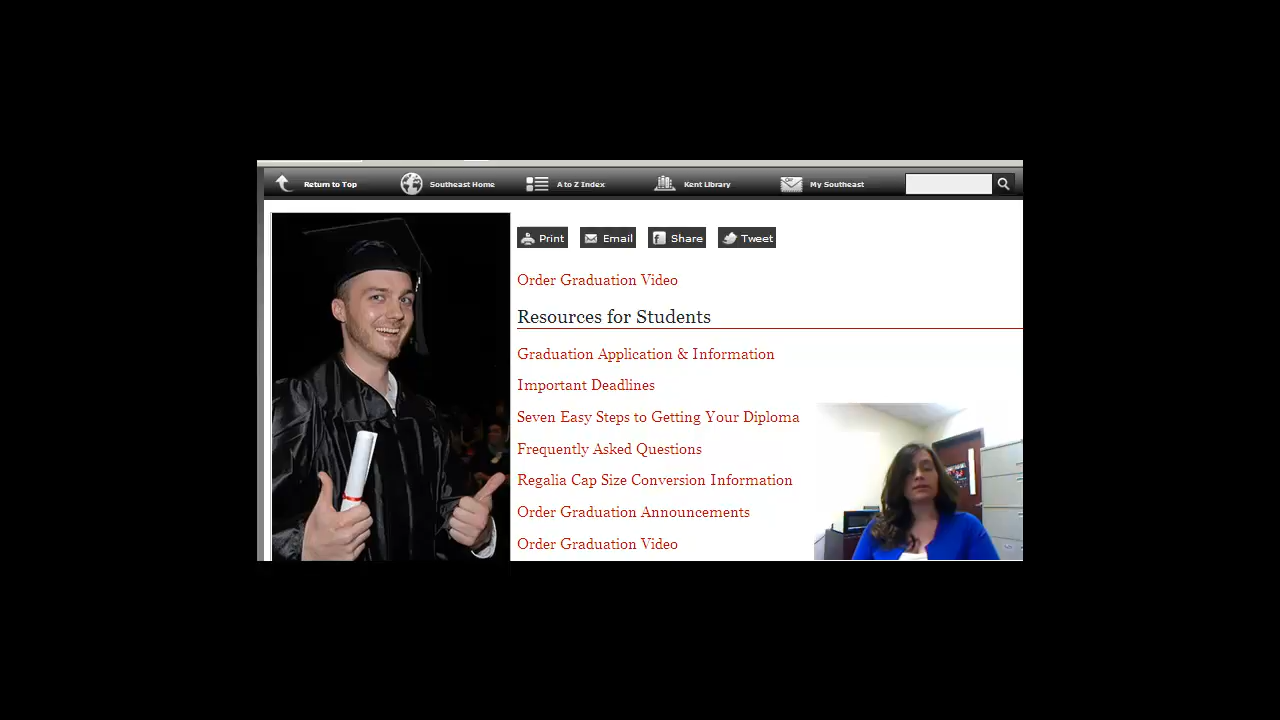 Return to Top
Southeast Home
A to Z Index
Kent Library
My Southeast
Print
Email
Share
Tweet
Order Graduation Video
Resources for Students
Graduation Application & Information
Important Deadlines
Seven Easy Steps to Getting Your Diploma
Frequently Asked Questions
Regalia Cap Size Conversion Information
Order Graduation Announcements
Order Graduation Video